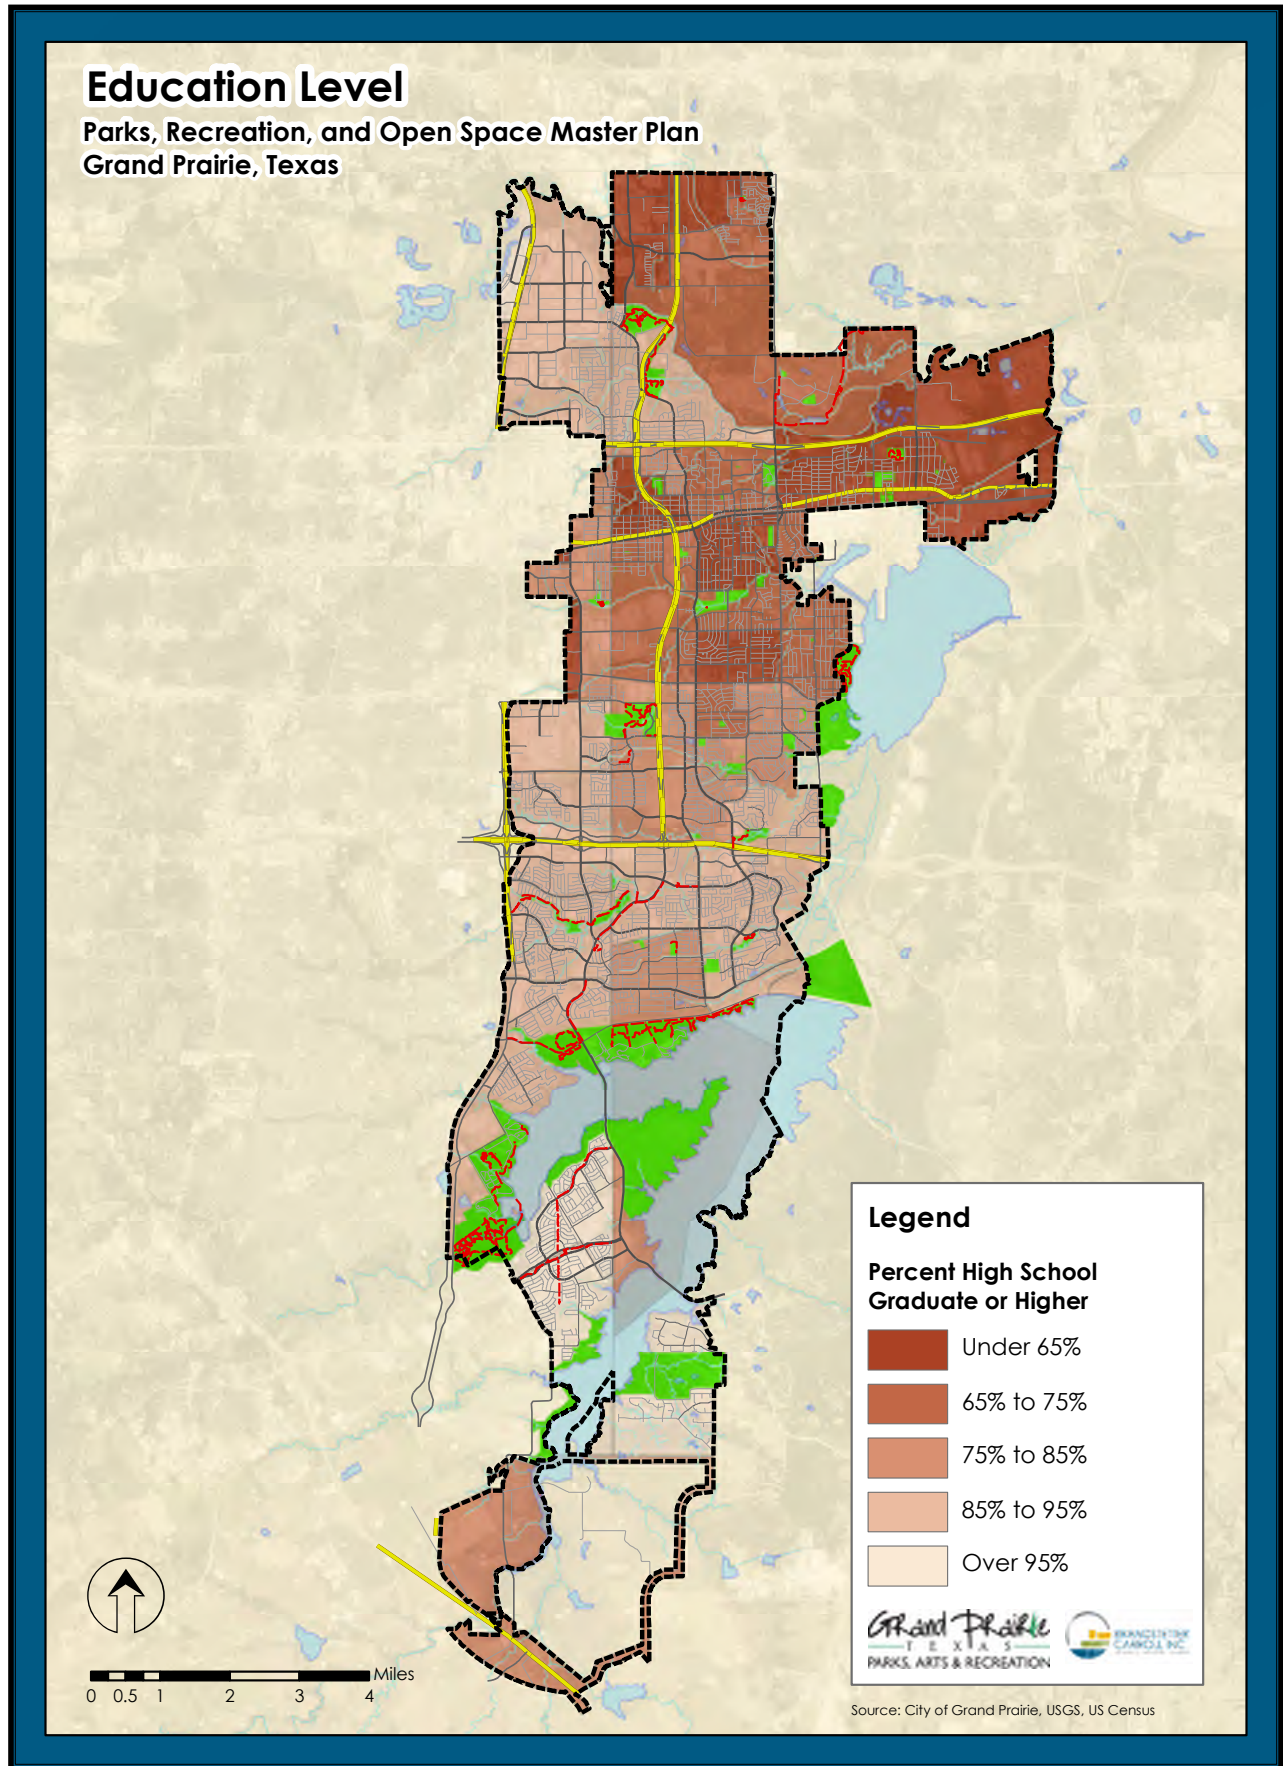 Education Level
Parks, Recreation, and Open Space Master Plan
Grand Prairie, Texas
Legend
Percent High School
Graduate or Higher
Under 65%
65% to 75%
75% to 85%
85% to 95%
Over 95%
Grand Prairie
TEXAS
PARKS, ARTS & RECREATION
Miles
0 0.5 1 2 3 4
Source: City of Grand Prairie, USGS, US Census